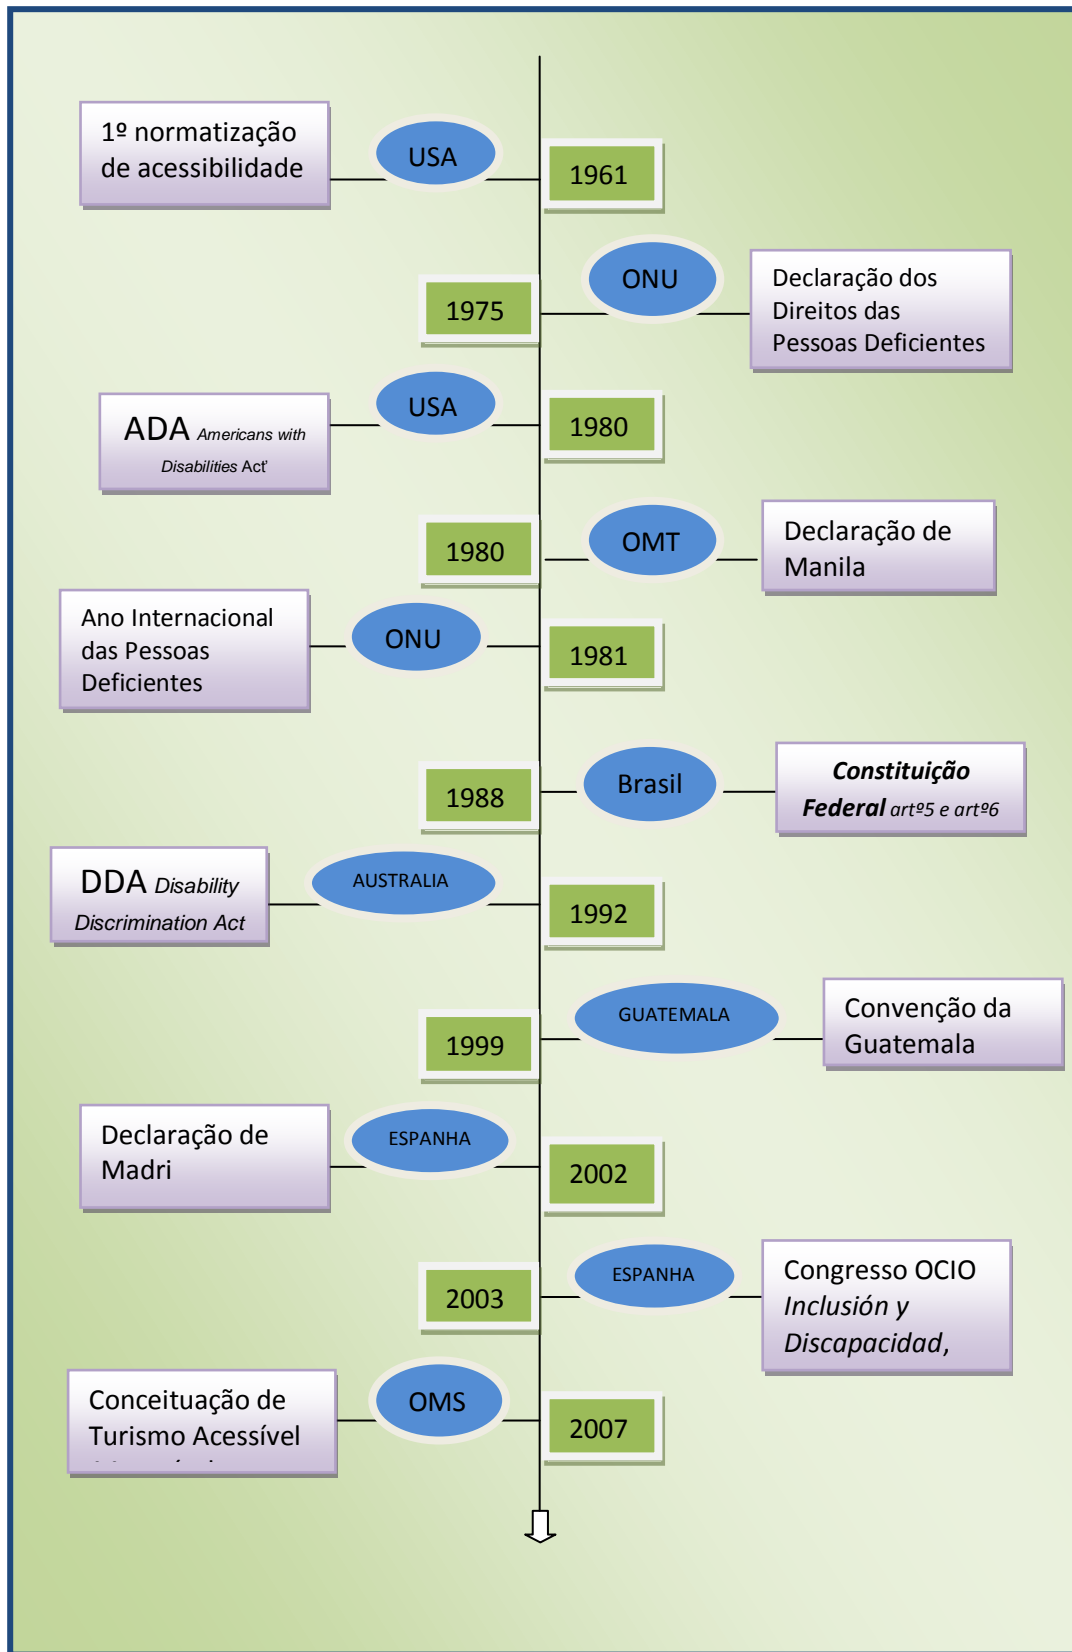 1º normatização
de acessibilidade
USA
1961
ONU
1975
Declaração dos
Direitos das
Pessoas Deficientes
USA
ADA Americans with
Disabilities Act'
1980
OMT
1980
Declaração de
Manila
Ano Internacional
das Pessoas
Deficientes
ONU
1981
Brasil
1988
Constituição
Federal artº5 e artº6
DDA Disability
Discrimination Act
AUSTRALIA
1992
GUATEMALA
1999
Convenção da
Guatemala
Declaração de
Madri
ESPANHA
2002
ESPANHA
2003
Congresso OCIO
Inclusión y
Discapacidad,
Conceituação de
Turismo Acessível
OMS
2007